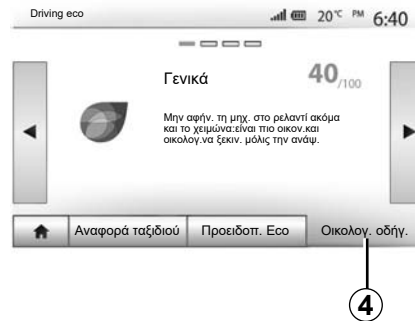 Driving eco 20°C PM 6:40
Γενικά 40/100
Μην αφήν. τη μηχ. στο ρελαντί ακόμα
και το χειμώνα:είναι πιο οικον.και
οικολογ.να ξεκιν. μόλις την ανάψ.
Αναφορά ταξιδιού Προειδοπ. Eco Οικολογ. οδήγ.
4